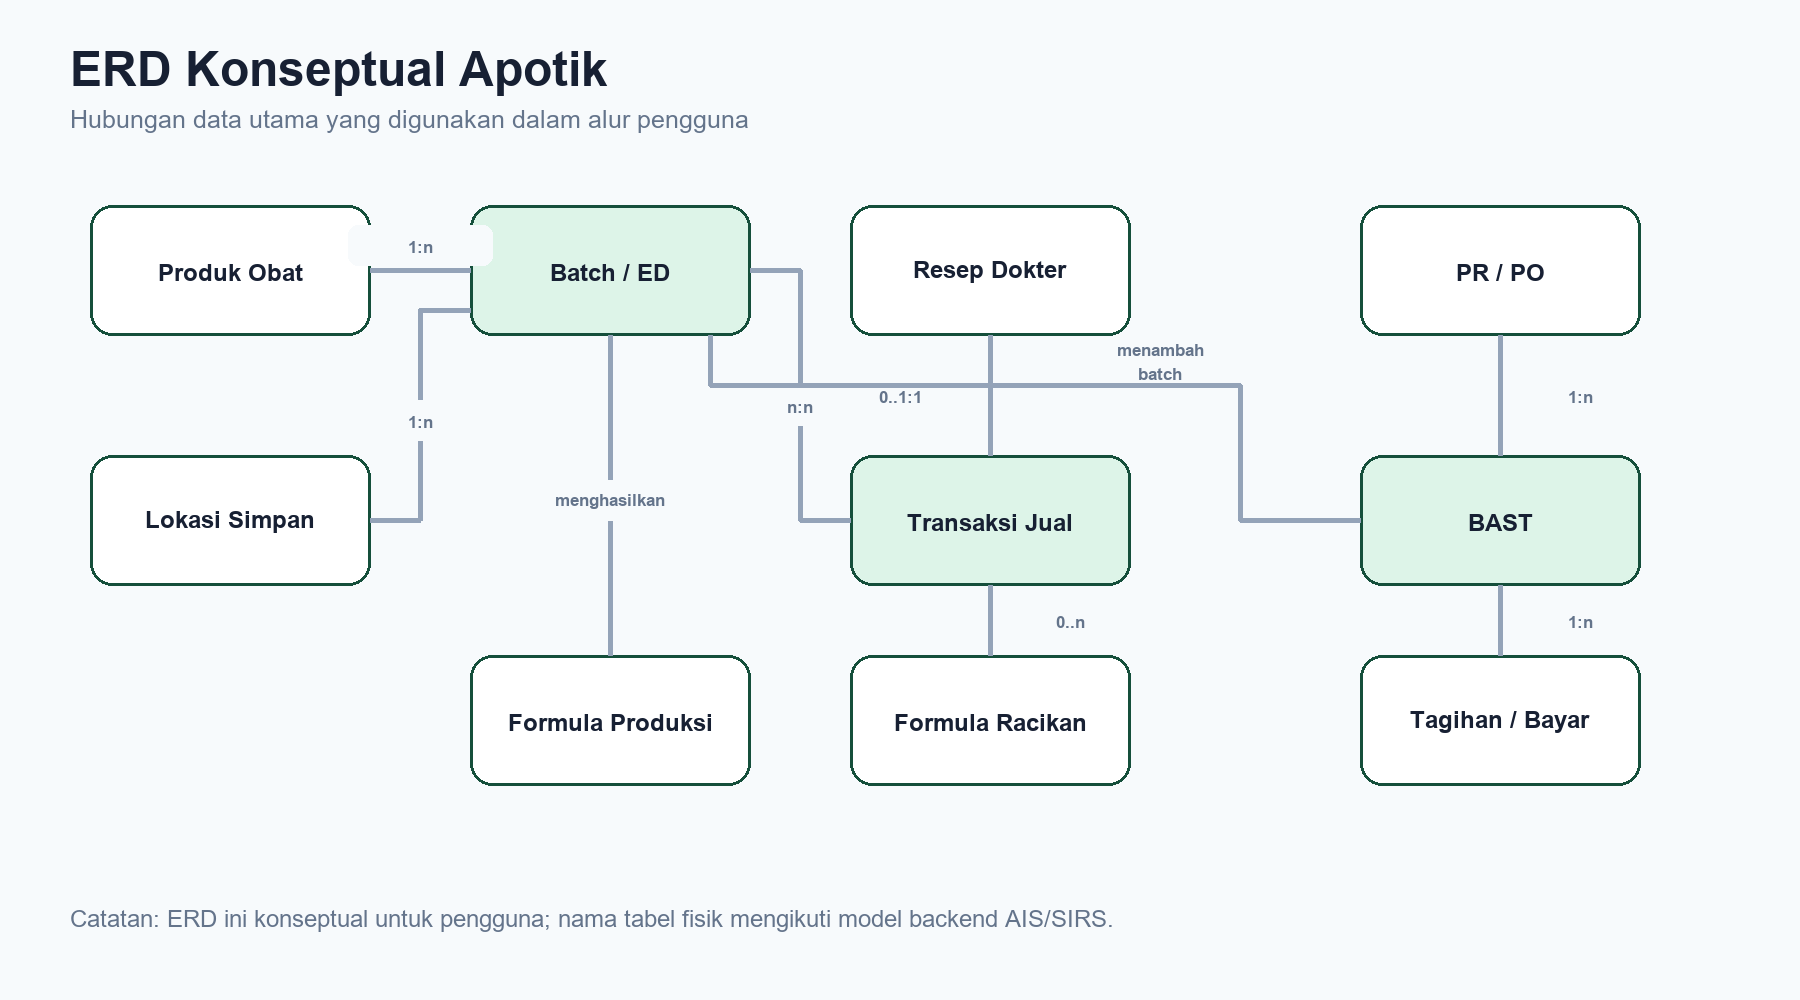 ERD Konseptual Apotik
Hubungan data utama yang digunakan dalam alur pengguna
Produk Obat
1:n
Batch / ED
Resep Dokter
PR / PO
menambah
batch
1:n
n:n
0..1:1
1:n
Lokasi Simpan
menghasilkan
Transaksi Jual
BAST
0..n
1:n
Formula Produksi
Formula Racikan
Tagihan / Bayar
Catatan: ERD ini konseptual untuk pengguna; nama tabel fisik mengikuti model backend AIS/SIRS.